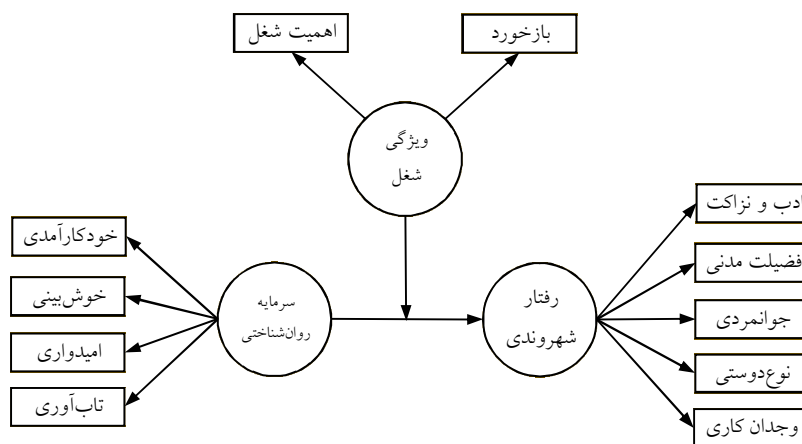 بازخورد
اهمیت شغل
ویژگی
شغل
ادب و نزاکت
فضیلت مدنی
جوانمردی
نوع‌دوستی
وجدان کاری
رفتار
شهروندی
سرمایه
روان‌شناختی
خودکارآمدی
خوش‌بینی
امیدواری
تاب‌آوری